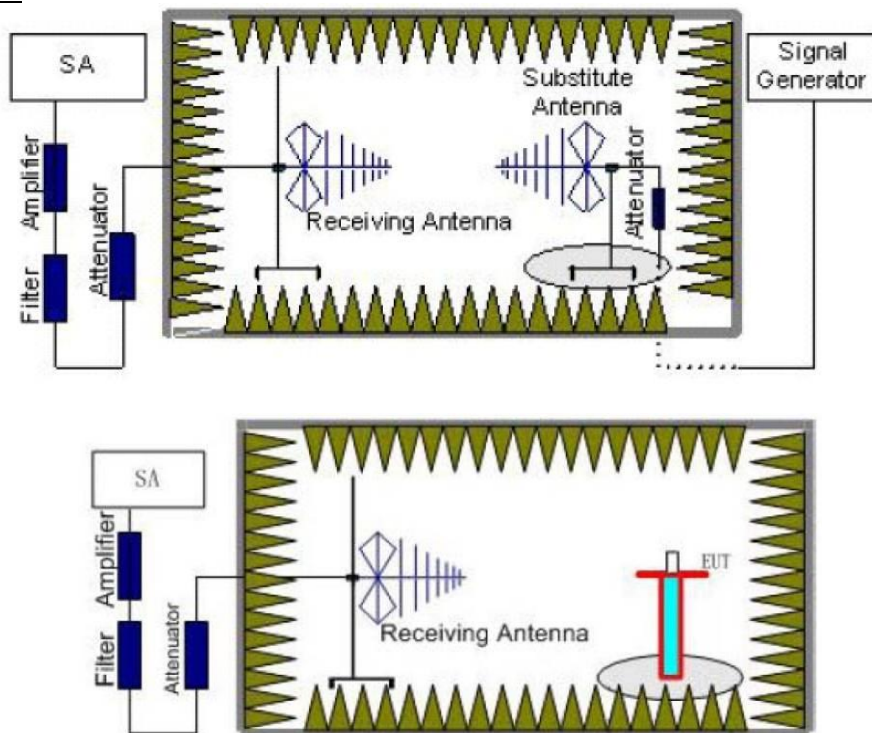 SA
Signal
Generator
Substitute
Antenna
Amplifier
Attenuator
Attenuator
Receiving Antenna
Filter
SA
Amplifier
EUT
Receiving Antenna
Filter
Attenuator